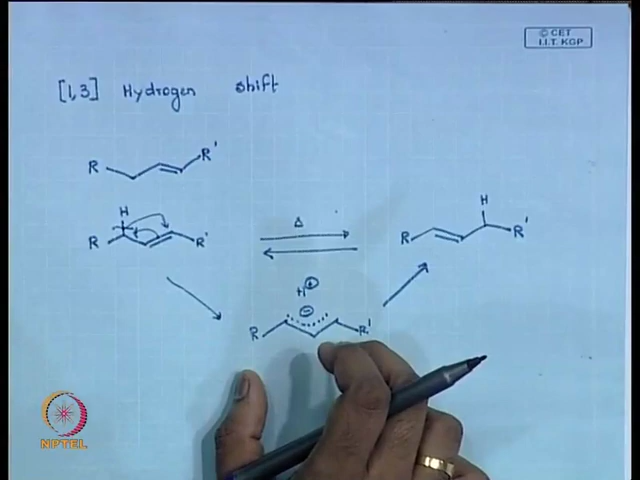 © CET
I.I.T. KGP
[1,3] Hydrogen shift
R R'
H H
R R' Δ R R'
H⊕
⊖
R R'
NPTEL